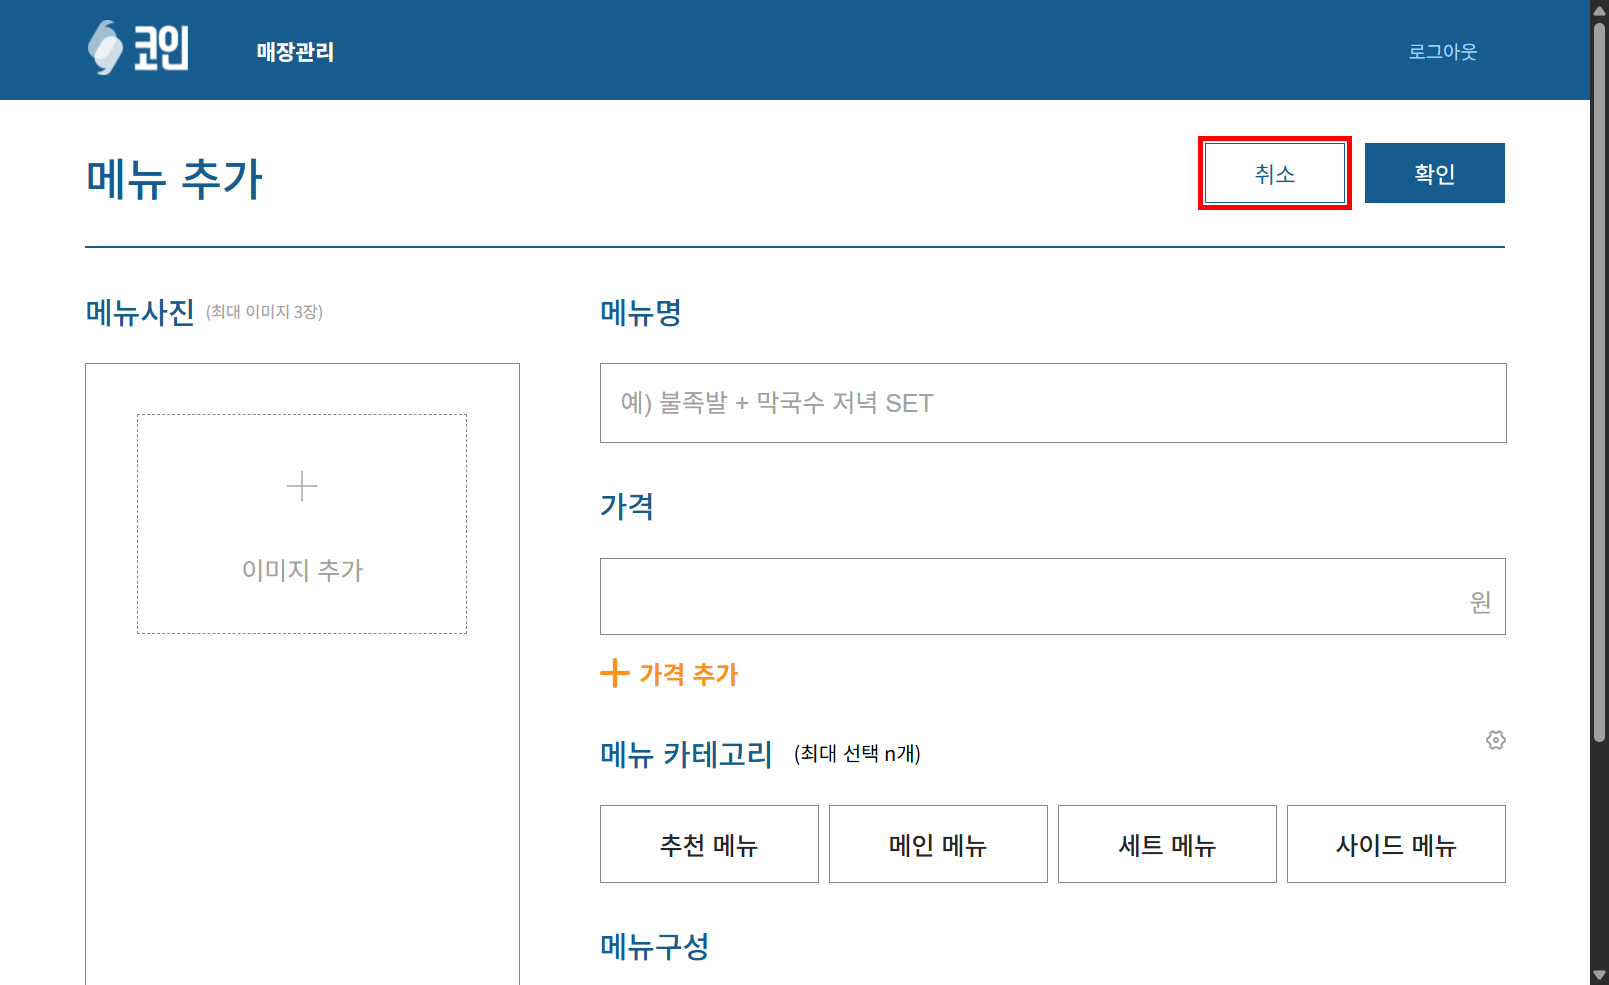 코인
매장관리
로그아웃
메뉴 추가
취소
확인
메뉴사진 (최대 이미지 3장)
이미지 추가
메뉴명
예) 불족발 + 막국수 저녁 SET
가격
원
가격 추가
메뉴 카테고리 (최대 선택 n개)
추천 메뉴
메인 메뉴
세트 메뉴
사이드 메뉴
메뉴구성